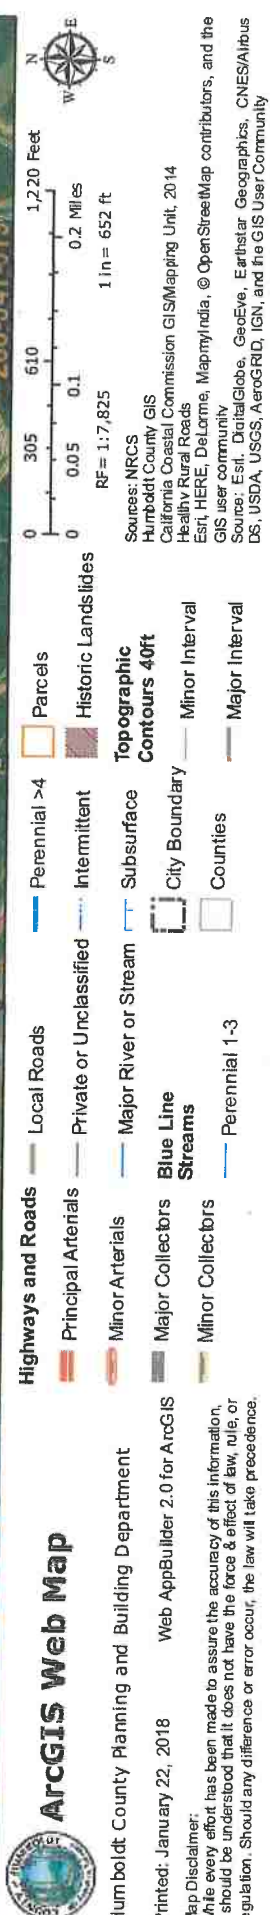 ArcGIS Web Map
umboldt County Planning and Building Department
rinted: January 22, 2018
Web AppBuilder 2.0 for ArcGIS
ap Disclaimer:
hile every effort has been made to assure the accuracy of this information,
should be understood that it does not have the force & effect of law, rule, or
egulation. Should any difference or error occur, the law will take precedence.
Highways and Roads
Principal Arterials
Minor Arterials
Major Collectors
Minor Collectors
Local Roads
Private or Unclassified
Major River or Stream
Blue Line
Streams
Perennial 1-3
Perennial >4
Intermittent
Subsurface
City Boundary
Counties
Parcels
Historic Landslides
Topographic
Contours 40ft
Minor Interval
Major Interval
0 305 610 1,220 Feet
0 0.05 0.1 0.2 Miles
RF= 1:7,825 1 in = 652 ft
N
E
S
W
Sources: NRCS
Humboldt County GIS
California Coastal Commission GIS/Mapping Unit, 2014
Healthy Rural Roads
Esri, HERE, DeLorme, MapmyIndia, © OpenStreetMap contributors, and the
GIS user community
Source: Esri, DigitalGlobe, GeoEye, Earthstar Geographics, CNES/Airbus
DS, USDA, USGS, AeroGRID, IGN, and the GIS User Community